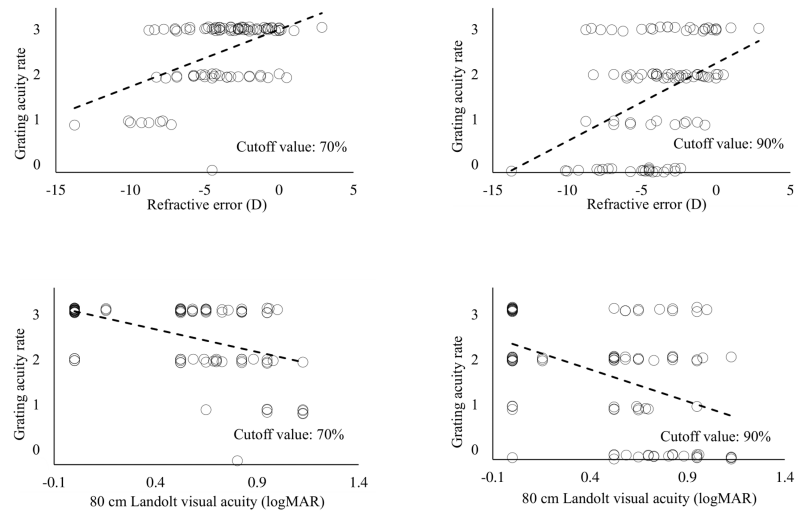 3
2
1
0
Grating acuity rate
Cutoff value: 70%
-15 -10 -5 0 5
Refractive error (D)
3
2
1
0
Grating acuity rate
Cutoff value: 90%
-15 -10 -5 0 5
Refractive error (D)
3
2
1
0
Grating acuity rate
Cutoff value: 70%
-0.1 0.4 0.9 1.4
80 cm Landolt visual acuity (logMAR)
3
2
1
0
Grating acuity rate
Cutoff value: 90%
-0.1 0.4 0.9 1.4
80 cm Landolt visual acuity (logMAR)